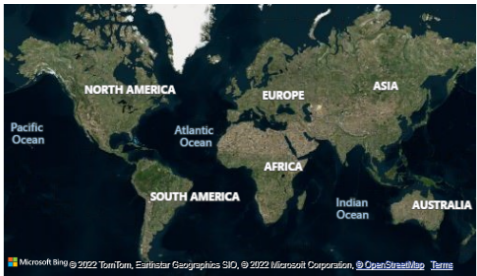 NORTH AMERICA
EUROPE
ASIA
Pacific
Ocean
Atlantic
Ocean
AFRICA
SOUTH AMERICA
Indian
Ocean
AUSTRALIA
Microsoft Bing © 2022 TomTom, Earthstar Geographics SIO, © 2022 Microsoft Corporation, © OpenStreetMap Terms